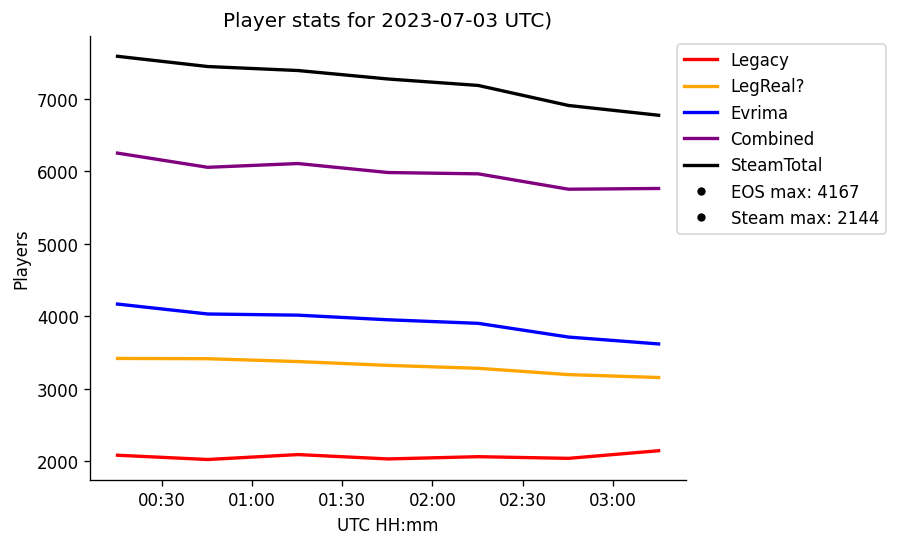 Player stats for 2023-07-03 UTC)
Legacy
LegReal?
Evrima
Combined
SteamTotal
EOS max: 4167
Steam max: 2144
Players
7000
6000
5000
4000
3000
2000
00:30 01:00 01:30 02:00 02:30 03:00
UTC HH:mm